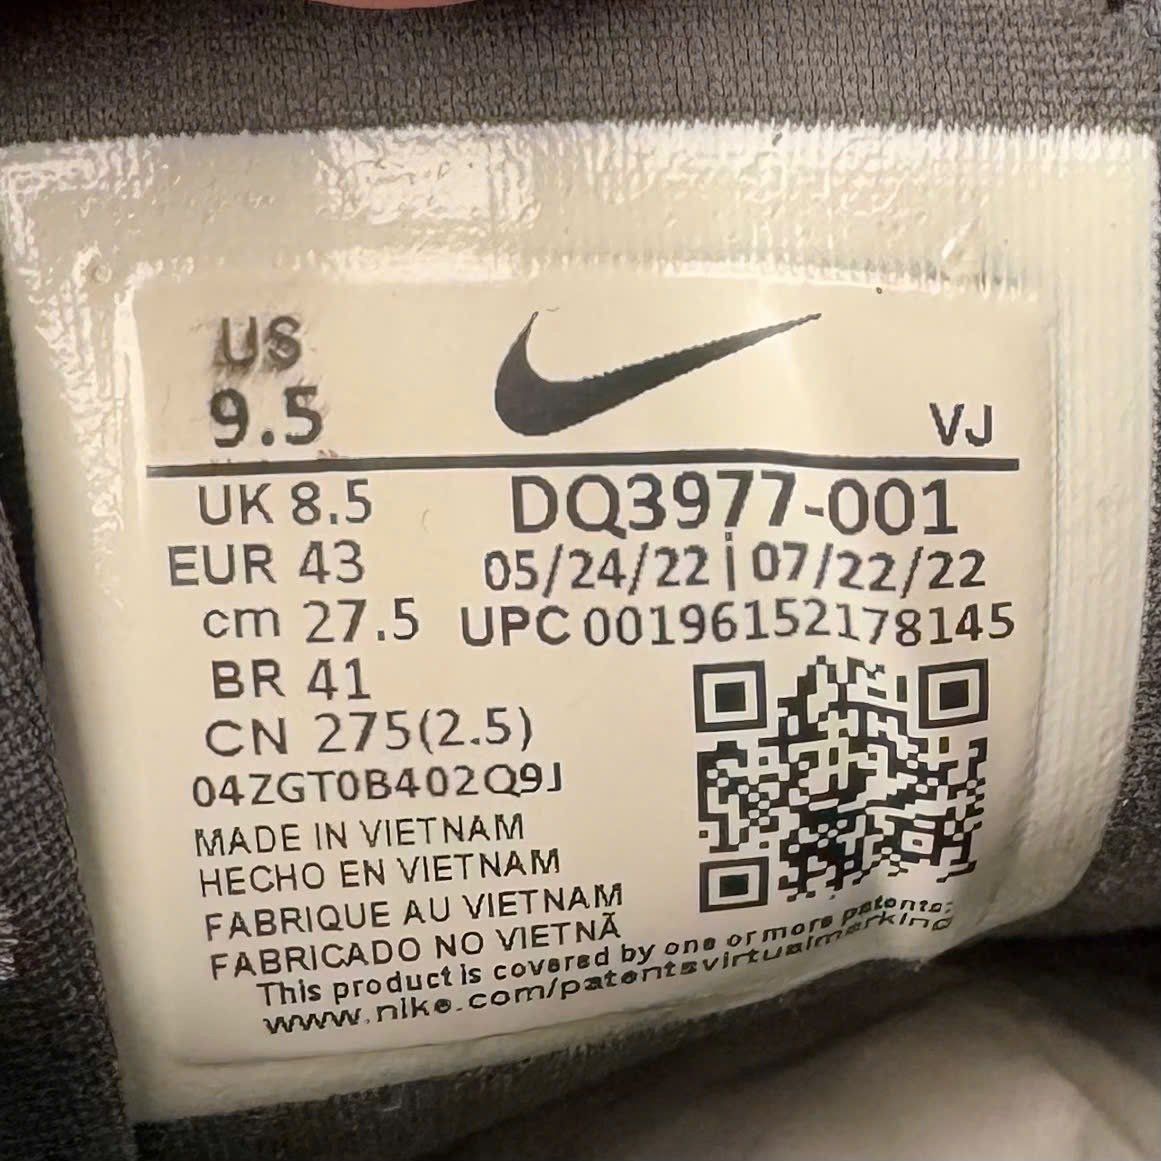 US
9.5
VJ
UK 8.5
DQ3977-001
EUR 43
05/24/22 | 07/22/22
cm 27.5
UPC 00196152178145
BR 41
CN 275(2.5)
04ZGT0B402Q9J
MADE IN VIETNAM
HECHO EN VIETNAM
FABRIQUE AU VIETNAM
FABRICADO NO VIETNÃ
This product is covered by one or more patents:
www.nike.com/patentsvirtualmarking